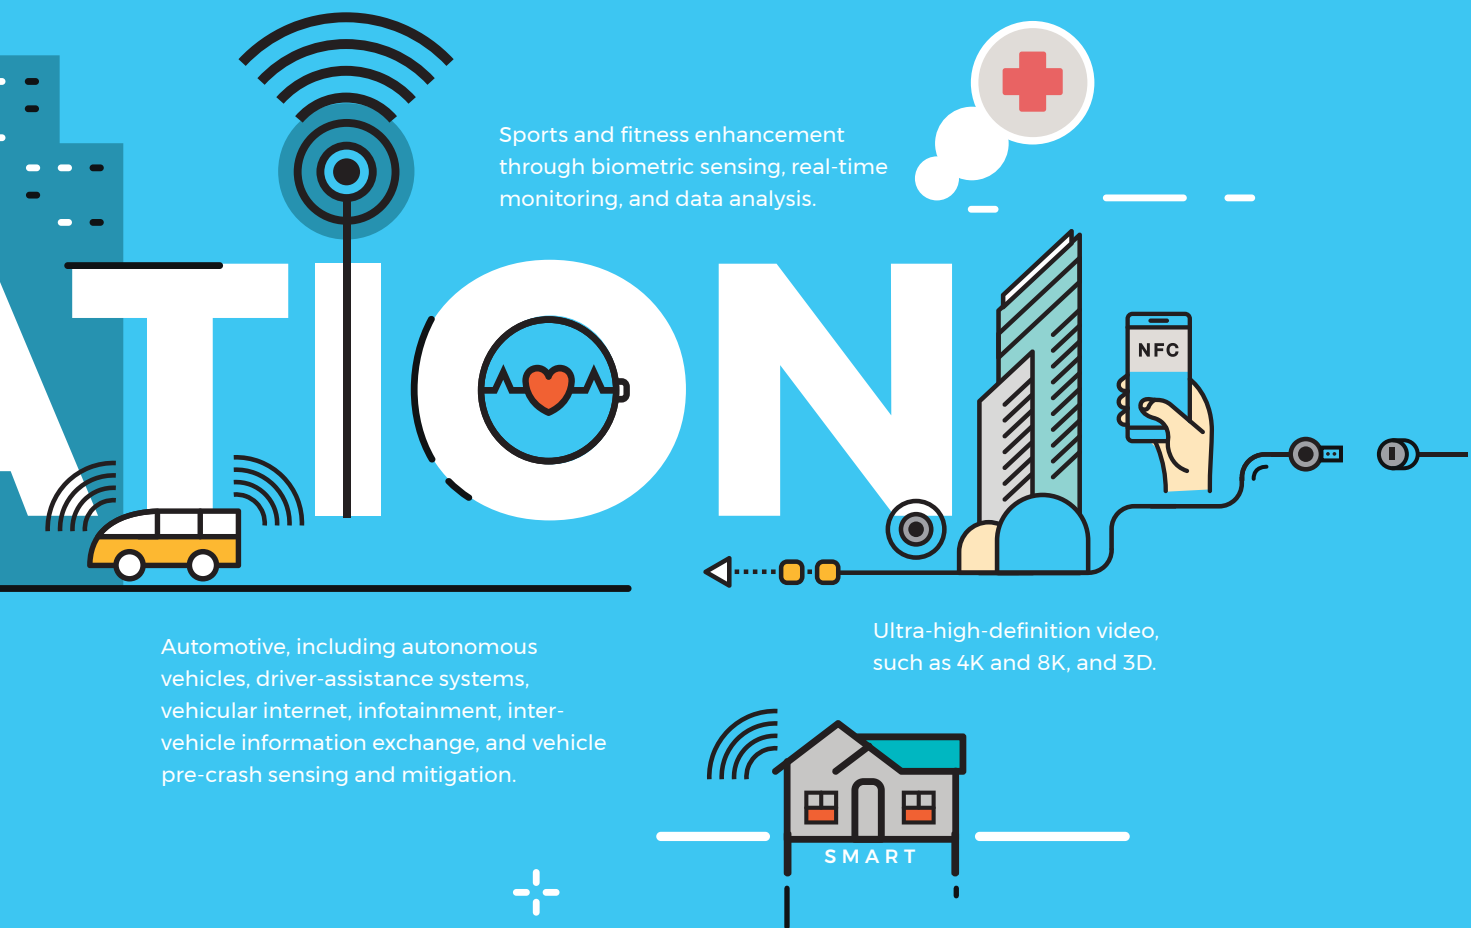 Sports and fitness enhancement
through biometric sensing, real-time
monitoring, and data analysis.
ATION
NFC
Automotive, including autonomous
vehicles, driver-assistance systems,
vehicular internet, infotainment, inter-
vehicle information exchange, and vehicle
pre-crash sensing and mitigation.
Ultra-high-definition video,
such as 4K and 8K, and 3D.
SMART